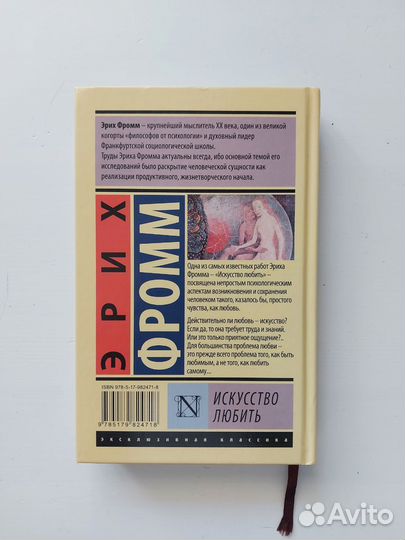 Эрих Фромм – крупнейший мыслитель XX века, один из великой
когорты «философов от психологии» и духовный лидер
Франкфуртской социологической школы.
Труды Эриха Фромма актуальны всегда, ибо основной темой его
исследований было раскрытие человеческой сущности как
реализации продуктивного, жизнетворческого начала.
ЭРИХ
ФРОММ
Одна из самых известных работ Эриха
Фромма – «Искусство любить» –
посвящена непростым психологическим
аспектам возникновения и сохранения
человеком такого, казалось бы, простого
чувства, как любовь.
Действительно ли любовь – искусство?
Если да, то она требует труда и знаний.
Или это только приятное ощущение?..
Для большинства проблема любви –
это прежде всего проблема того, как быть
любимым, а не того, как любить
самому...
ISBN 978-5-17-982471-8
9 785179 824718
N
ИСКУССТВО
ЛЮБИТЬ
эксклюзивная классика
Avito